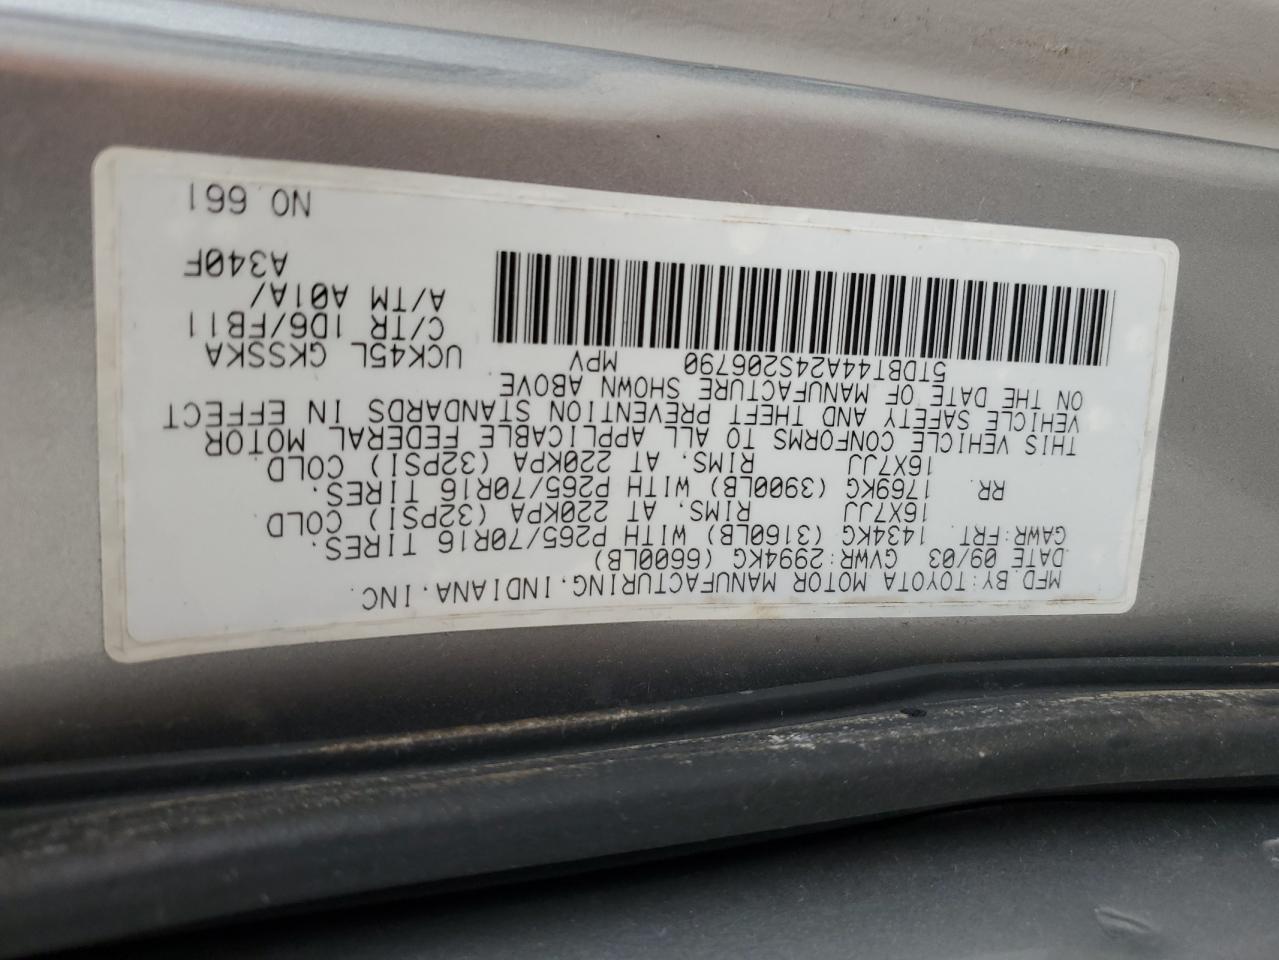 MFD.BY:TOYOTA MOTOR MANUFACTURING.INDIANA.INC.
DATE 09/03 GVWR:2994KG (6600LB)
GAWR:FRT. 1434KG (3160LB) WITH P265/70R16 TIRES.
16X7JJ RIMS. AT 220KPA (32PSI) COLD
RR. 1769KG (3900LB) WITH P265/70R16 TIRES.
16X7JJ RIMS. AT 220KPA (32PSI) COLD
THIS VEHICLE CONFORMS TO ALL APPLICABLE FEDERAL MOTOR
VEHICLE SAFETY AND THEFT PREVENTION STANDARDS IN EFFECT
ON THE DATE OF MANUFACTURE SHOWN ABOVE.
5TDBT44A24S206790 MPV
UCK45L GKSSKA
C/TR 1D6/FB11
A/TM A01A/
A340F
NO.661